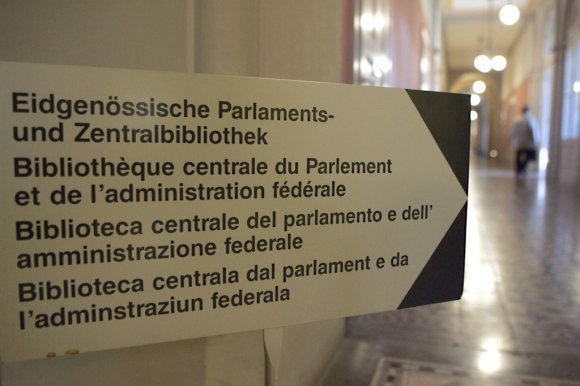 Eidgenössische Parlaments-
und Zentralbibliothek
Bibliothèque centrale du Parlement
et de l'administration fédérale
Biblioteca centrale del parlamento e dell'
amministrazione federale
Biblioteca centrala dal parlament e da
l'adminstraziun federala